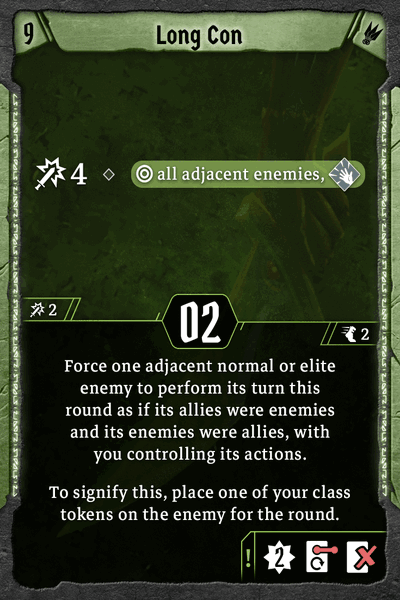 9
Long Con
4
all adjacent enemies,
2
02
2
Force one adjacent normal or elite
enemy to perform its turn this
round as if its allies were enemies
and its enemies were allies, with
you controlling its actions.
To signify this, place one of your class
tokens on the enemy for the round.
! 2